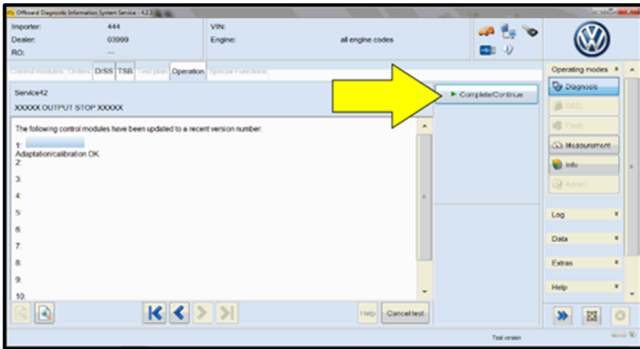 Offboard Diagnostic Information System Service - 4.2.3
Importer: 444 VIN:
Dealer: 03999 Engine: all engine codes
RO: ---
Control modules Orders DISS TSB Test plan Operation Special Functions
Operating modes
Service42
Complete/Continue
Diagnosis
XXXXX OUTPUT STOP XXXXX
OBD
The following control modules have been updated to a recent version number:
1:
Adaptation/calibration OK
Measurement
2:
Info
3:
Admin
4:
5:
Log
6:
7:
Data
8:
Extras
9:
Help
10:
Help Cancel test
Test version